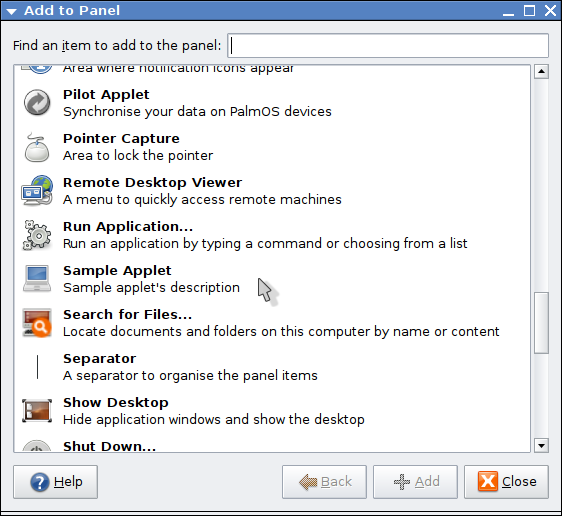 Add to Panel
Find an item to add to the panel:
Area where notification icons appear
Pilot Applet
Synchronise your data on PalmOS devices
Pointer Capture
Area to lock the pointer
Remote Desktop Viewer
A menu to quickly access remote machines
Run Application...
Run an application by typing a command or choosing from a list
Sample Applet
Sample applet's description
Search for Files...
Locate documents and folders on this computer by name or content
Separator
A separator to organise the panel items
Show Desktop
Hide application windows and show the desktop
Shut Down...
Help Back Add Close